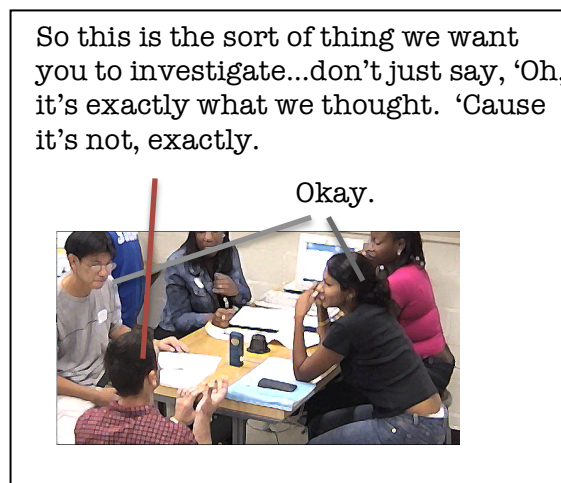 So this is the sort of thing we want
you to investigate...don't just say, ‘Oh,
it's exactly what we thought. ‘Cause
it's not, exactly.
Okay.